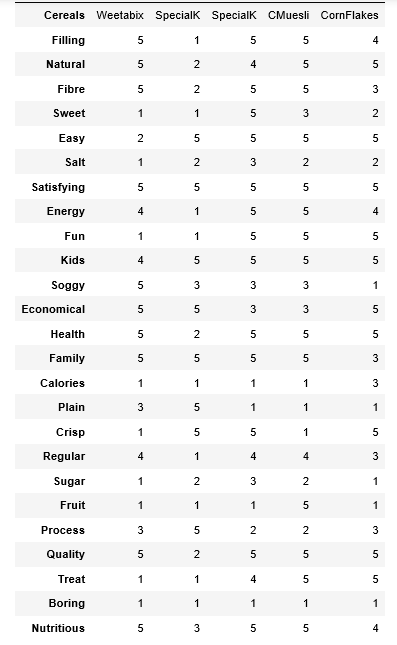 Cereals Weetabix SpecialK SpecialK CMuesli CornFlakes
Filling 5 1 5 5 4
Natural 5 2 4 5 5
Fibre 5 2 5 5 3
Sweet 1 1 5 3 2
Easy 2 5 5 5 5
Salt 1 2 3 2 2
Satisfying 5 5 5 5 5
Energy 4 1 5 5 4
Fun 1 1 5 5 5
Kids 4 5 5 5 5
Soggy 5 3 3 3 1
Economical 5 5 3 3 5
Health 5 2 5 5 5
Family 5 5 5 5 3
Calories 1 1 1 1 3
Plain 3 5 1 1 1
Crisp 1 5 5 1 5
Regular 4 1 4 4 3
Sugar 1 2 3 2 1
Fruit 1 1 1 5 1
Process 3 5 2 2 3
Quality 5 2 5 5 5
Treat 1 1 4 5 5
Boring 1 1 1 1 1
Nutritious 5 3 5 5 4